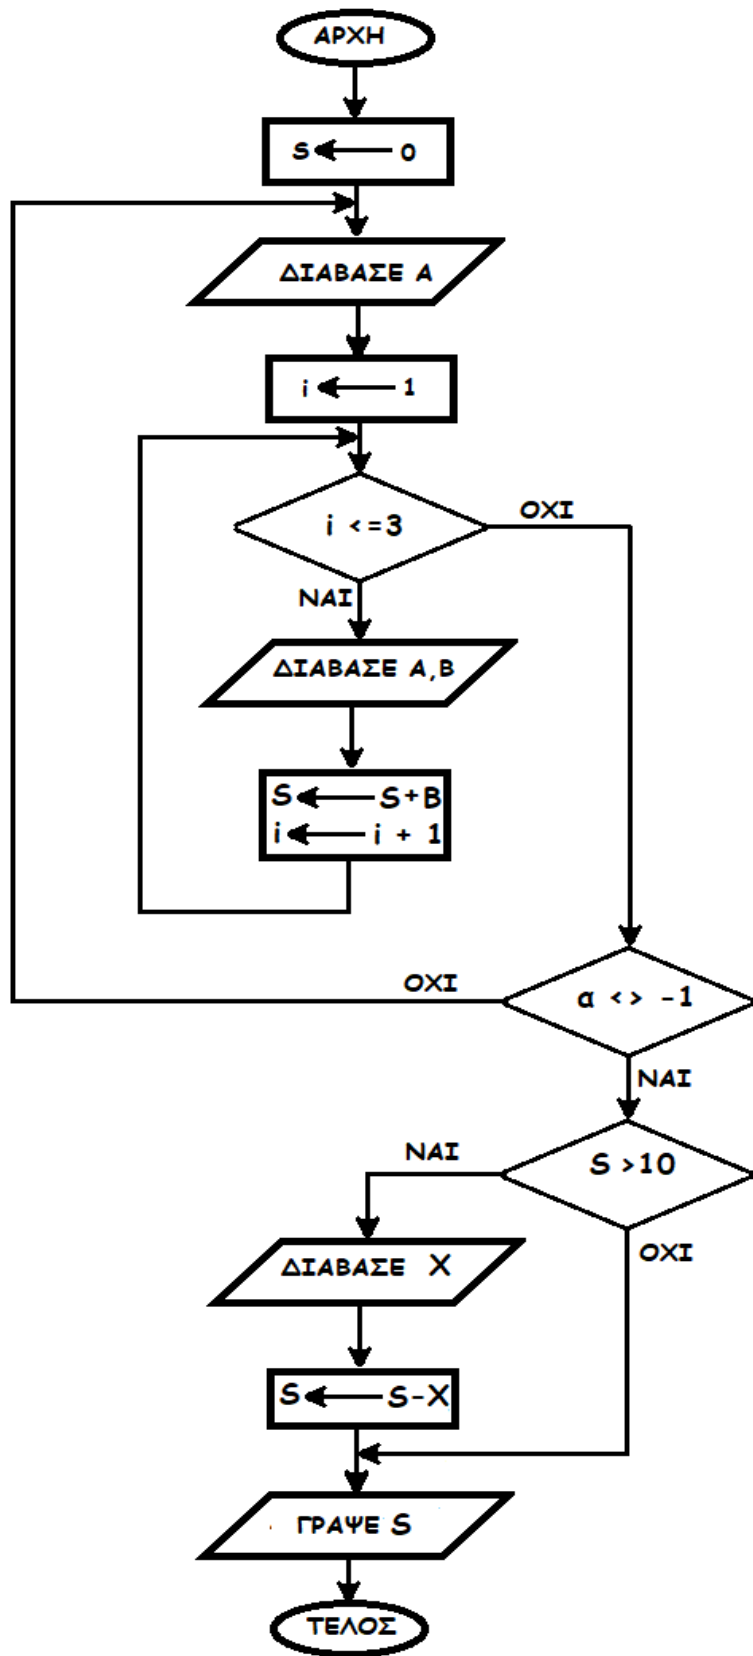 ΑΡΧΗ
S ← 0
ΔΙΑΒΑΣΕ Α
i ← 1
i <=3
ΟΧΙ
ΝΑΙ
ΔΙΑΒΑΣΕ Α,Β
S ← S+B
i ← i + 1
ΟΧΙ
α <> -1
ΝΑΙ
S >10
ΝΑΙ
ΟΧΙ
ΔΙΑΒΑΣΕ X
S ← S-X
ΓΡΑΨΕ S
ΤΕΛΟΣ